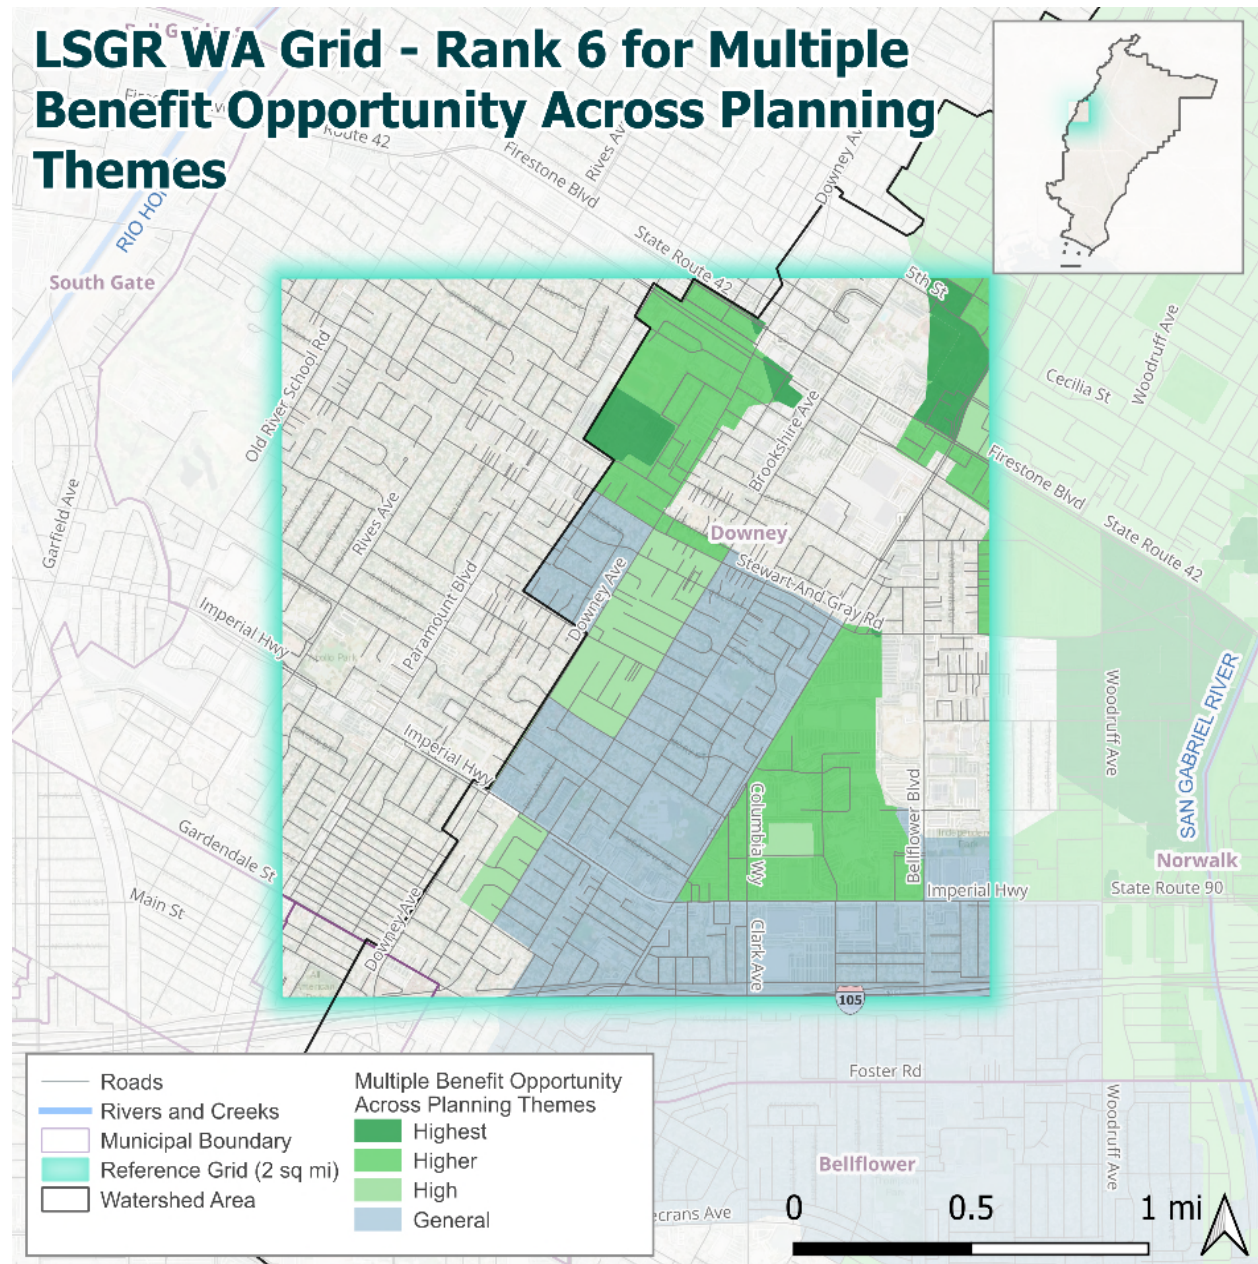 LSGR WA Grid - Rank 6 for Multiple
Benefit Opportunity Across Planning
Themes
Route 42
Firestone Blvd
Rives Av
Downey Av
RIO HO
South Gate
State Route 42
5th St
Old River School Rd
Cecilia St
Woodruff Ave
Garfield Ave
Rives Ave
Brookshire Ave
Firestone Blvd
State Route 42
Downey
Stewart And Gray Rd
Imperial Hwy
Paramount Blvd
Downey Ave
Woodruff Ave
SAN GABRIEL RIVER
Imperial Hwy
Columbia Wy
Bellflower Blvd
Gardendale St
Main St
Norwalk
State Route 90
Imperial Hwy
Downey Ave
Clark Ave
105
Foster Rd
Woodruff Ave
Bellflower
ecrans Ave
Roads
Rivers and Creeks
Municipal Boundary
Reference Grid (2 sq mi)
Watershed Area
Multiple Benefit Opportunity
Across Planning Themes
Highest
Higher
High
General
0 0.5 1 mi